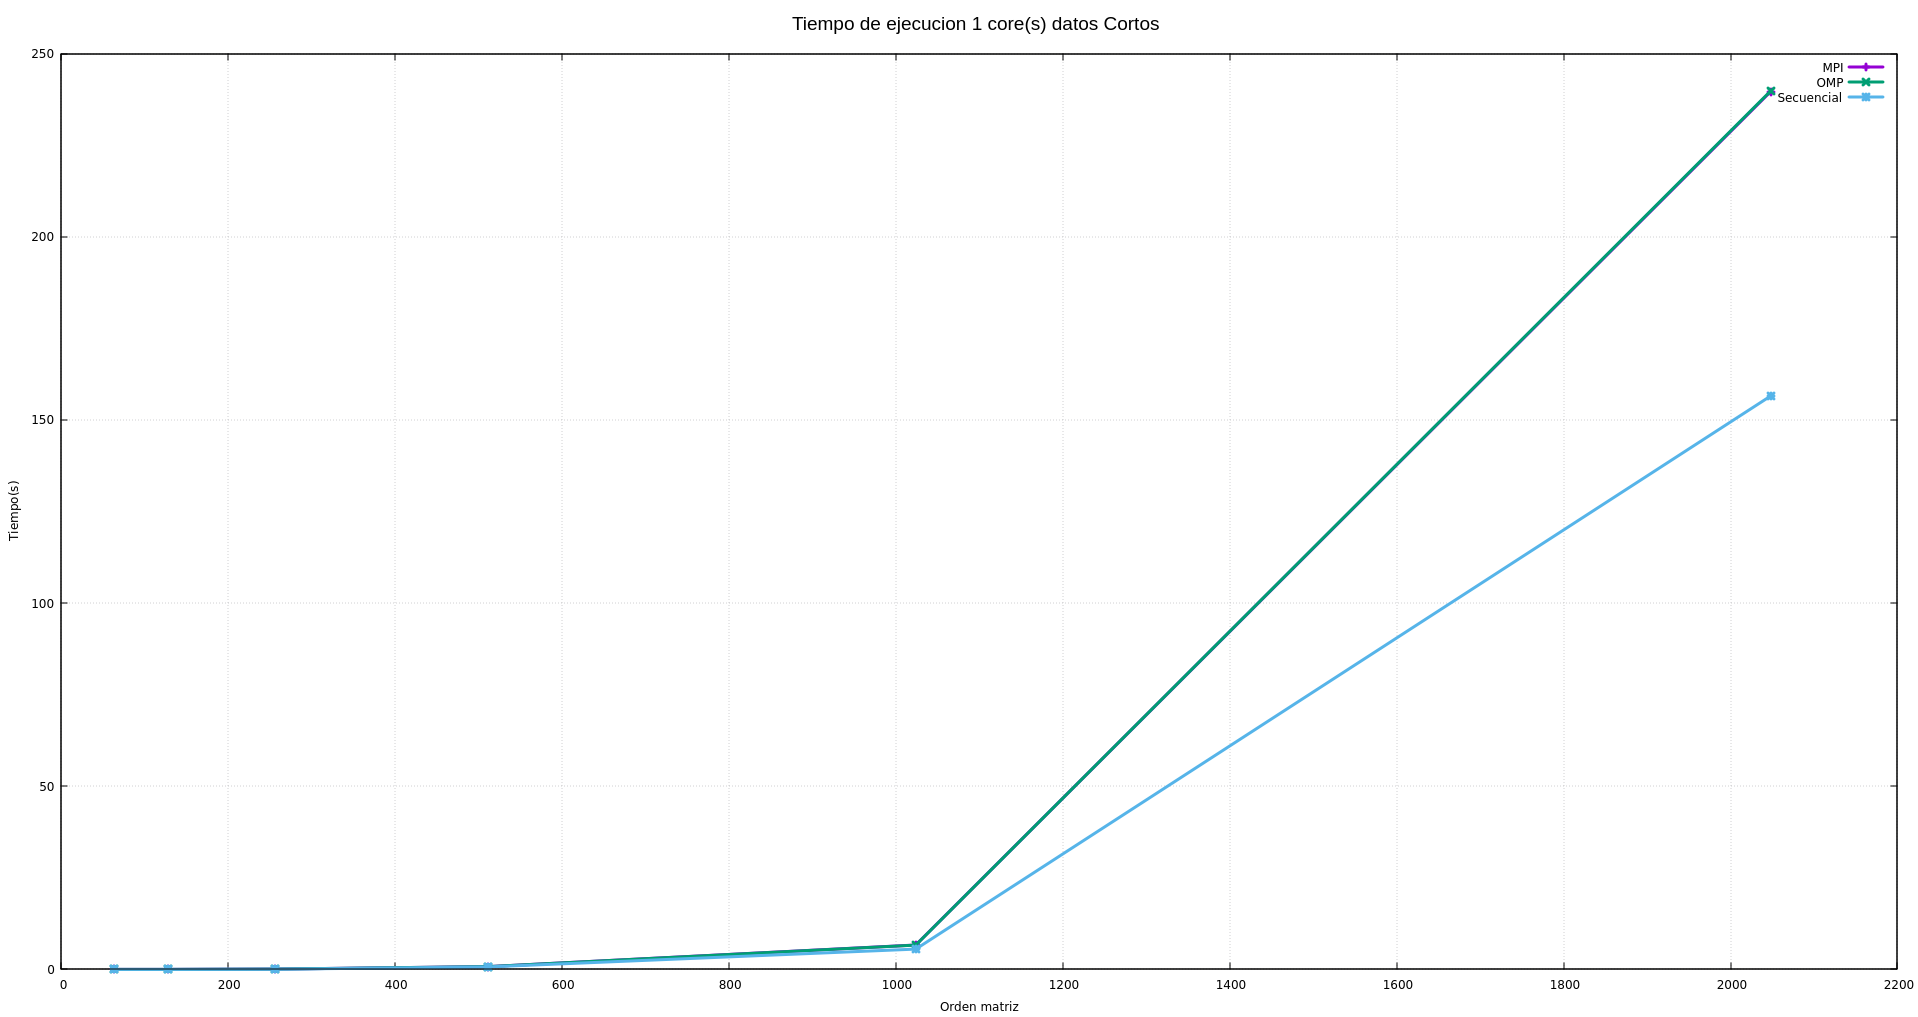 Tiempo de ejecucion 1 core(s) datos Cortos
250
200
150
100
50
0
MPI
OMP
Secuencial
Tiempo(s)
0 200 400 600 800 1000 1200 1400 1600 1800 2000 2200
Orden matriz